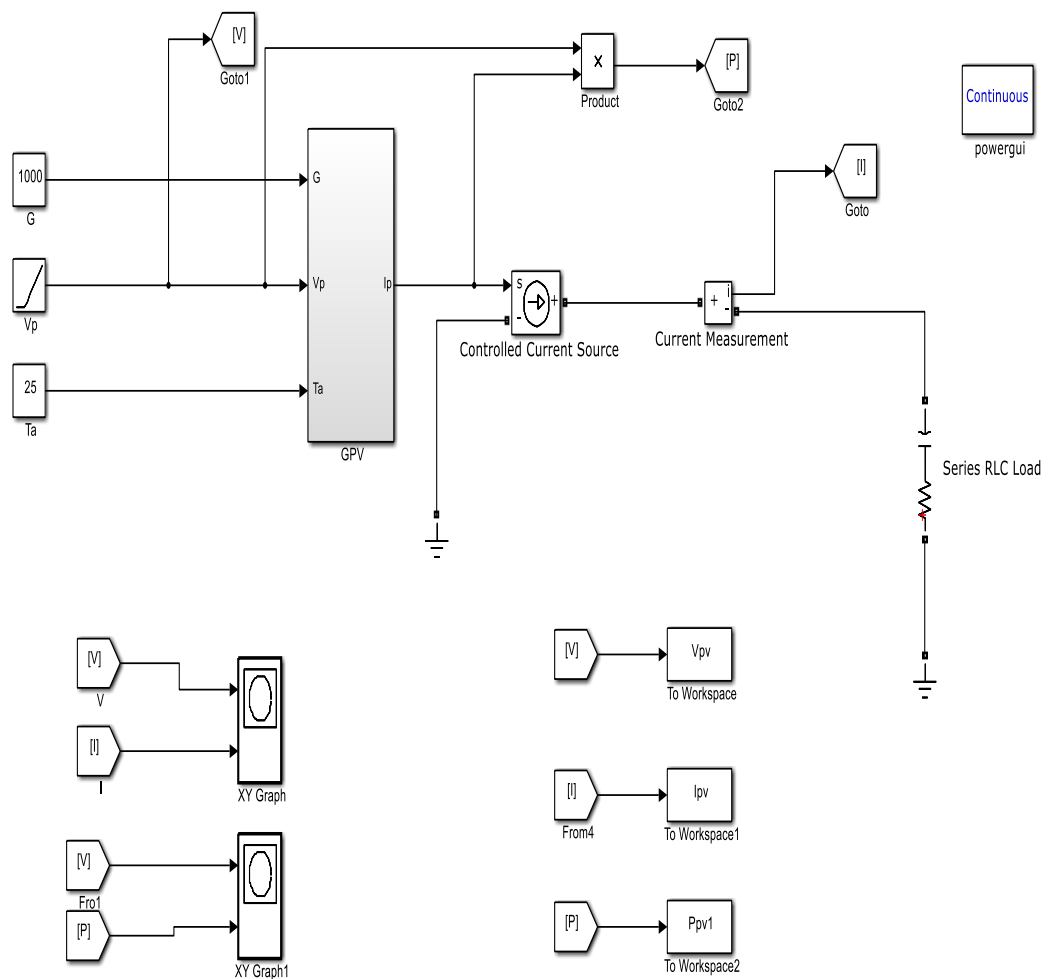 [V]
Goto1
×
Product
[P]
Goto2
Continuous
powergui
1000
G
G
[I]
Goto
Vp
Vp
Ip
s
+
-
Controlled Current Source
+
i
-
Current Measurement
25
Ta
Ta
GPV
Series RLC Load
+
[V]
V
[I]
I
XY Graph
[V]
Fro1
[P]
XY Graph1
[V]
Vpv
To Workspace
[I]
From4
Ipv
To Workspace1
[P]
Ppv1
To Workspace2